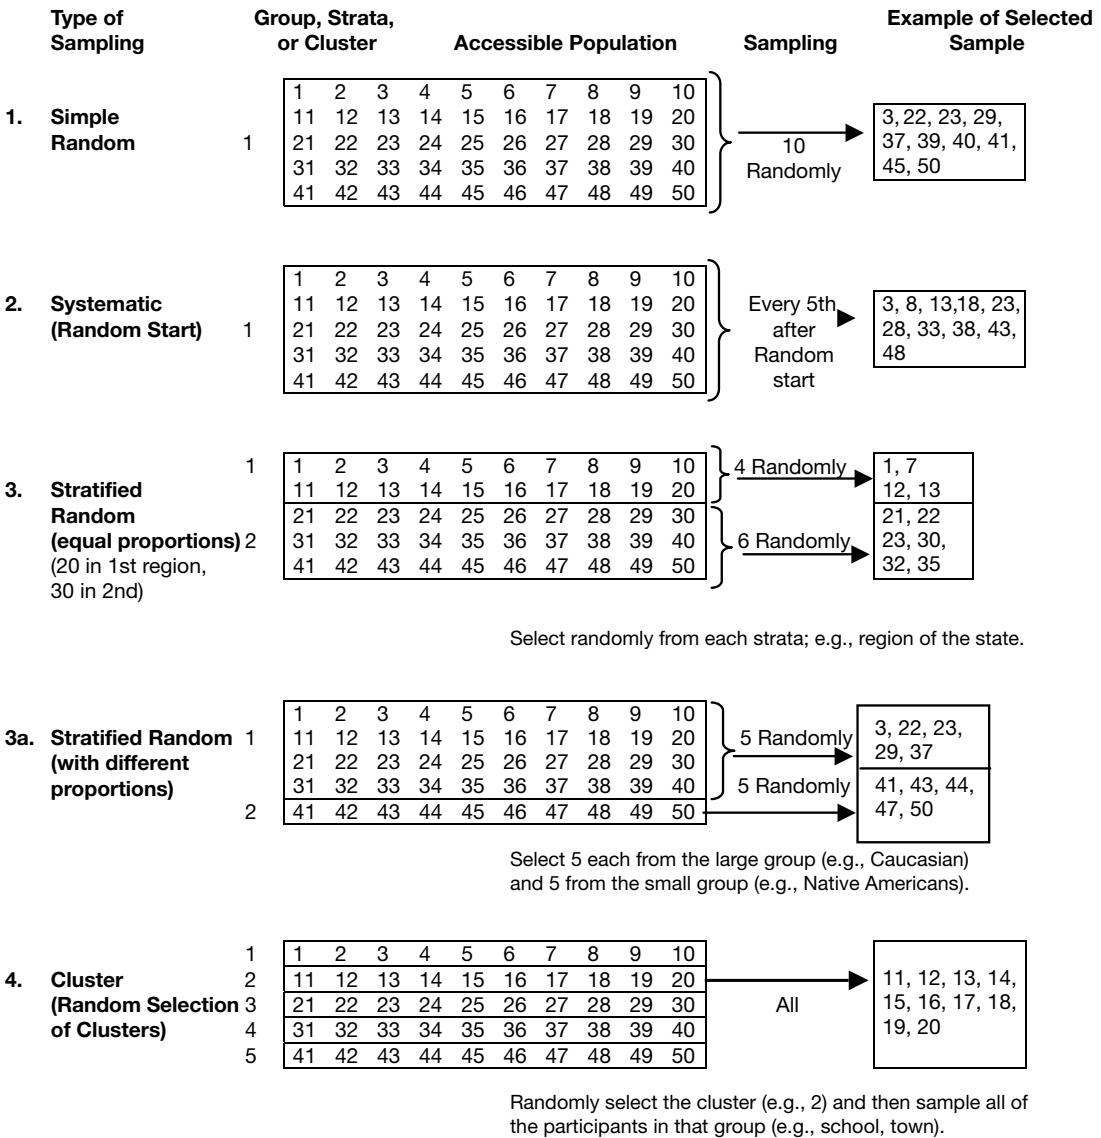 Type of Sampling Group, Strata, or Cluster Accessible Population Sampling Example of Selected Sample
1. Simple Random
1
1 2 3 4 5 6 7 8 9 10
11 12 13 14 15 16 17 18 19 20
21 22 23 24 25 26 27 28 29 30
31 32 33 34 35 36 37 38 39 40
41 42 43 44 45 46 47 48 49 50
10
Randomly
3, 22, 23, 29,
37, 39, 40, 41,
45, 50
2. Systematic
(Random Start)
1
1 2 3 4 5 6 7 8 9 10
11 12 13 14 15 16 17 18 19 20
21 22 23 24 25 26 27 28 29 30
31 32 33 34 35 36 37 38 39 40
41 42 43 44 45 46 47 48 49 50
Every 5th
after
Random
start
3, 8, 13,18, 23,
28, 33, 38, 43,
48
3. Stratified
Random
(equal proportions)
(20 in 1st region,
30 in 2nd)
1
2
1 2 3 4 5 6 7 8 9 10
11 12 13 14 15 16 17 18 19 20
21 22 23 24 25 26 27 28 29 30
31 32 33 34 35 36 37 38 39 40
41 42 43 44 45 46 47 48 49 50
4 Randomly
6 Randomly
1, 7
12, 13
21, 22
23, 30,
32, 35
Select randomly from each strata; e.g., region of the state.
3a. Stratified Random
(with different
proportions)
1
2
1 2 3 4 5 6 7 8 9 10
11 12 13 14 15 16 17 18 19 20
21 22 23 24 25 26 27 28 29 30
31 32 33 34 35 36 37 38 39 40
41 42 43 44 45 46 47 48 49 50
5 Randomly
5 Randomly
3, 22, 23,
29, 37
41, 43, 44,
47, 50
Select 5 each from the large group (e.g., Caucasian)
and 5 from the small group (e.g., Native Americans).
4. Cluster
(Random Selection
of Clusters)
1
2
3
4
5
1 2 3 4 5 6 7 8 9 10
11 12 13 14 15 16 17 18 19 20
21 22 23 24 25 26 27 28 29 30
31 32 33 34 35 36 37 38 39 40
41 42 43 44 45 46 47 48 49 50
All
11, 12, 13, 14,
15, 16, 17, 18,
19, 20
Randomly select the cluster (e.g., 2) and then sample all of
the participants in that group (e.g., school, town).